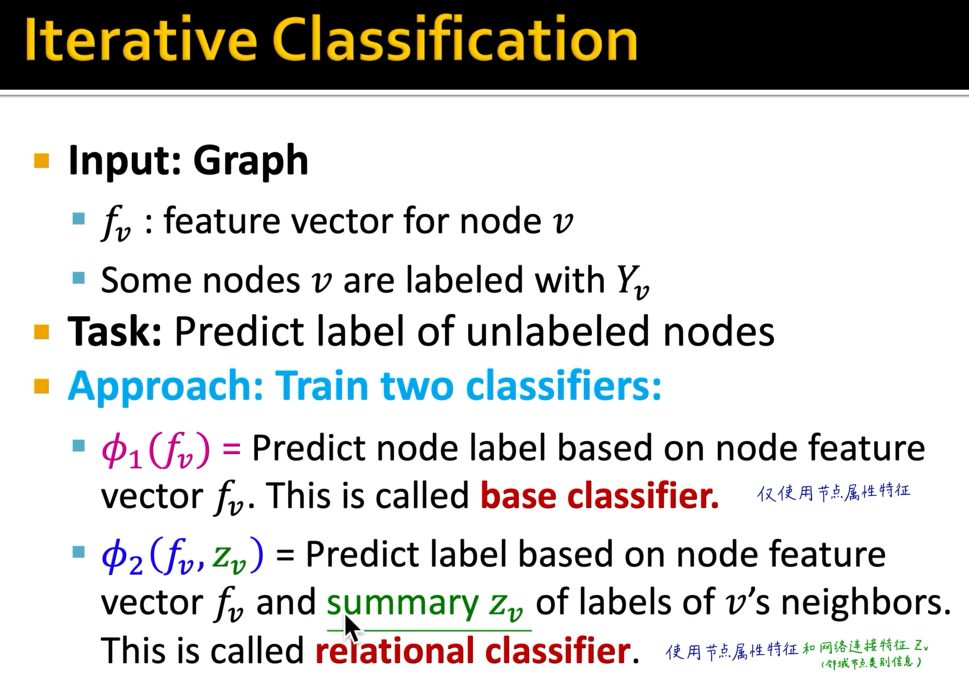 Iterative Classification
Input: Graph
f_v : feature vector for node v
Some nodes v are labeled with Y_v
Task: Predict label of unlabeled nodes
Approach: Train two classifiers:
ϕ_1(f_v) = Predict node label based on node feature
vector f_v. This is called base classifier. 仅使用节点属性特征
ϕ_2(f_v, z_v) = Predict label based on node feature
vector f_v and summary z_v of labels of v's neighbors.
This is called relational classifier. 使用节点属性特征和网络连接特征 Z_v
(邻域节点类别信息)